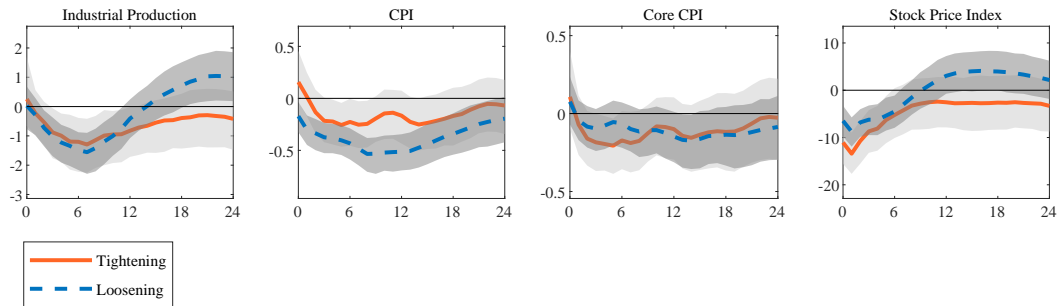 Industrial Production
2
1
0
-1
-2
-3
0 6 12 18 24
CPI
0.5
0
-0.5
0 6 12 18 24
Core CPI
0.5
0
-0.5
0 6 12 18 24
Stock Price Index
10
0
-10
-20
0 6 12 18 24
Tightening
Loosening